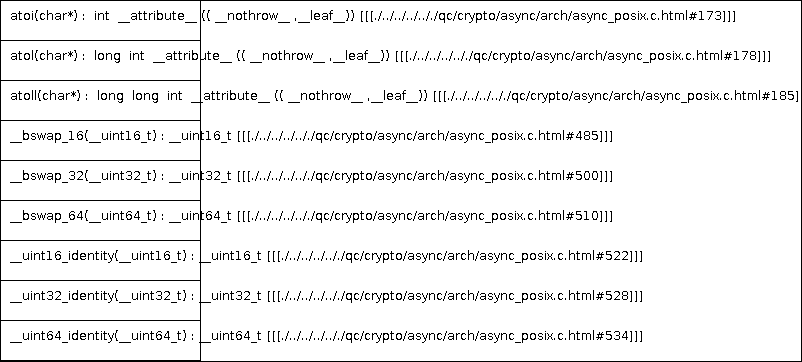 atoi(char*) : int __attribute__ (( __nothrow__ ,__leaf__)) [[[./../../../../qc/crypto/async/arch/async_posix.c.html#173]]]
atol(char*) : long int __attribute__ (( __nothrow__ ,__leaf__)) [[[./../../../../qc/crypto/async/arch/async_posix.c.html#178]]]
atoll(char*) : long long int __attribute__ (( __nothrow__ ,__leaf__)) [[[./../../../../qc/crypto/async/arch/async_posix.c.html#185]
__bswap_16(__uint16_t) : __uint16_t [[[./../../../../qc/crypto/async/arch/async_posix.c.html#485]]]
__bswap_32(__uint32_t) : __uint32_t [[[./../../../../qc/crypto/async/arch/async_posix.c.html#500]]]
__bswap_64(__uint64_t) : __uint64_t [[[./../../../../qc/crypto/async/arch/async_posix.c.html#510]]]
__uint16_identity(__uint16_t) : __uint16_t [[[./../../../../qc/crypto/async/arch/async_posix.c.html#522]]]
__uint32_identity(__uint32_t) : __uint32_t [[[./../../../../qc/crypto/async/arch/async_posix.c.html#528]]]
__uint64_identity(__uint64_t) : __uint64_t [[[./../../../../qc/crypto/async/arch/async_posix.c.html#534]]]